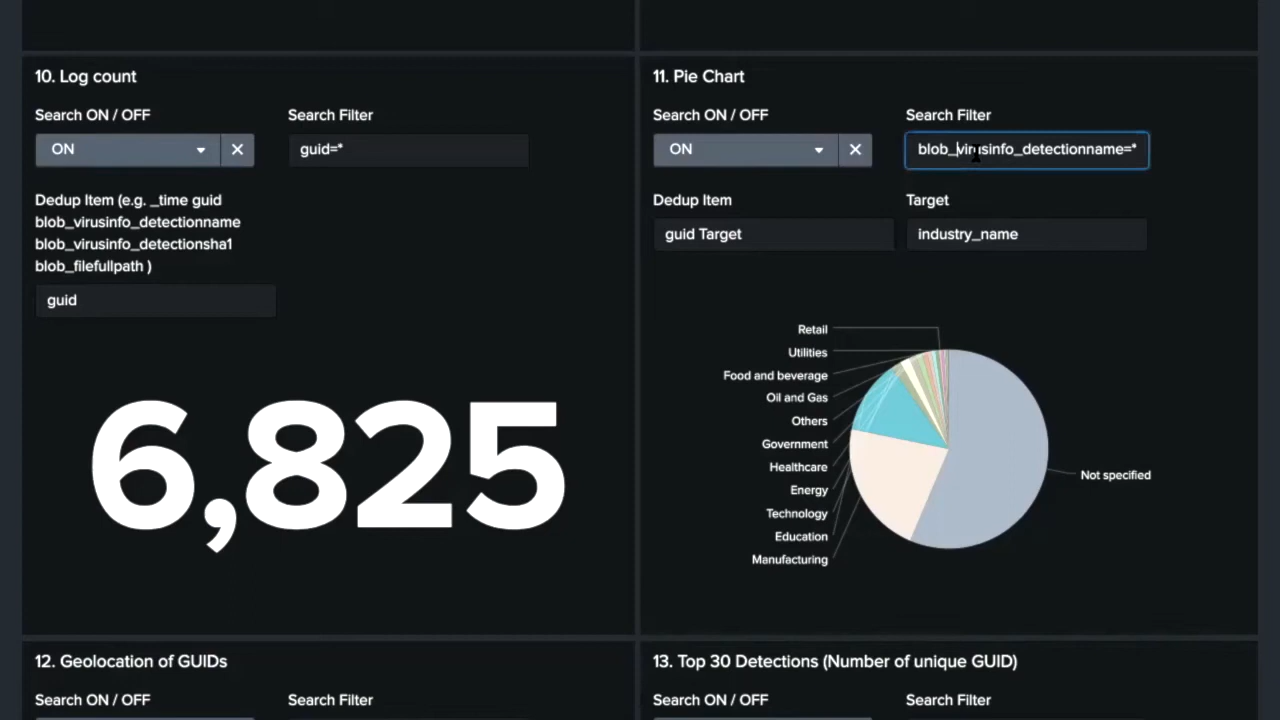 10. Log count
Search ON / OFF
Search Filter
ON
guid=*
Dedup Item (e.g. _time guid
blob_virusinfo_detectionname
blob_virusinfo_detectionsha1
blob_filefullpath )
guid
6,825
11. Pie Chart
Search ON / OFF
Search Filter
ON
blob_virusinfo_detectionname=*
Dedup Item
Target
guid Target
industry_name
Retail
Utilities
Food and beverage
Oil and Gas
Others
Government
Healthcare
Energy
Technology
Education
Manufacturing
Not specified
12. Geolocation of GUIDs
Search ON / OFF
Search Filter
13. Top 30 Detections (Number of unique GUID)
Search ON / OFF
Search Filter